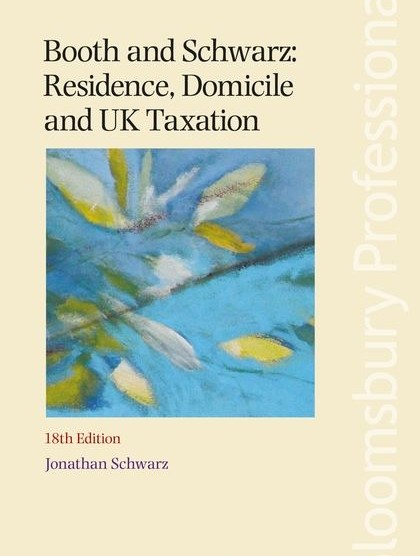 Booth and Schwarz:
Residence, Domicile
and UK Taxation
18th Edition
Jonathan Schwarz
loomsbury Professiona